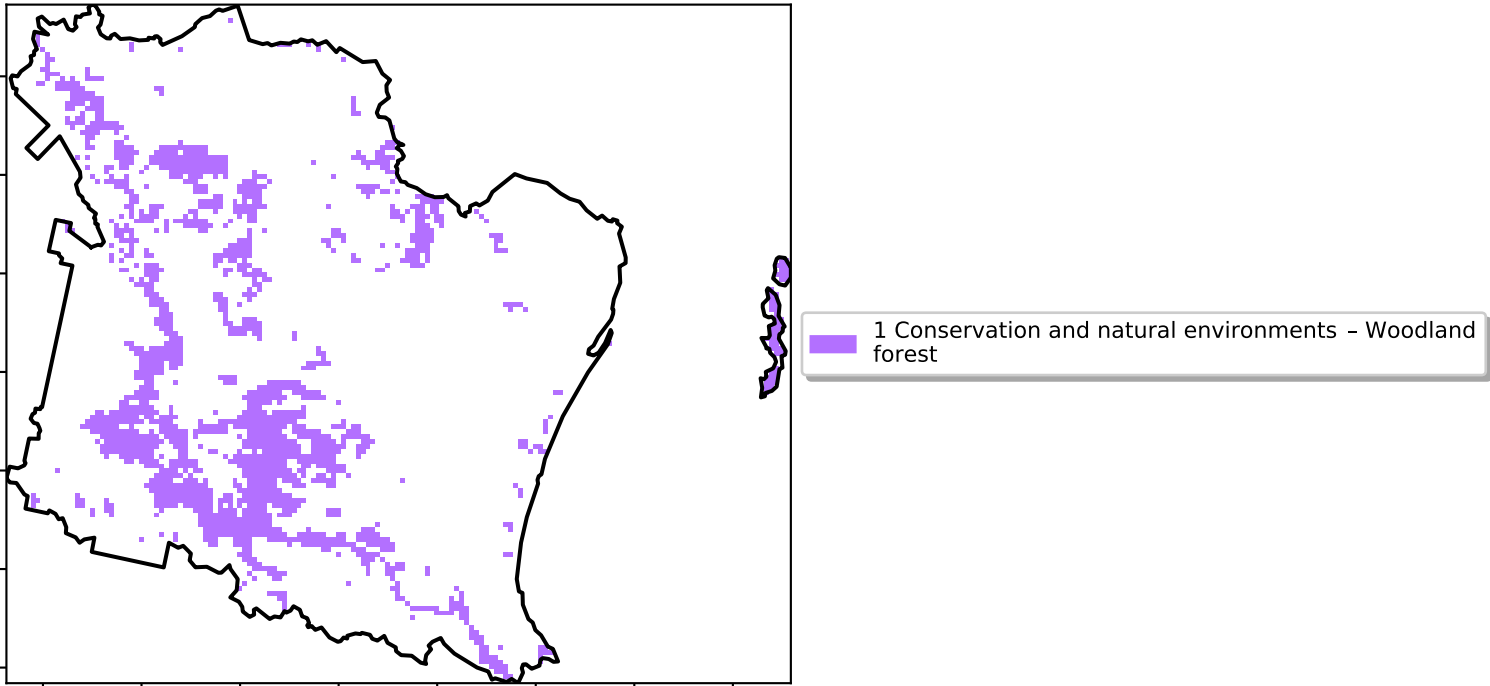 1 Conservation and natural environments – Woodland
forest